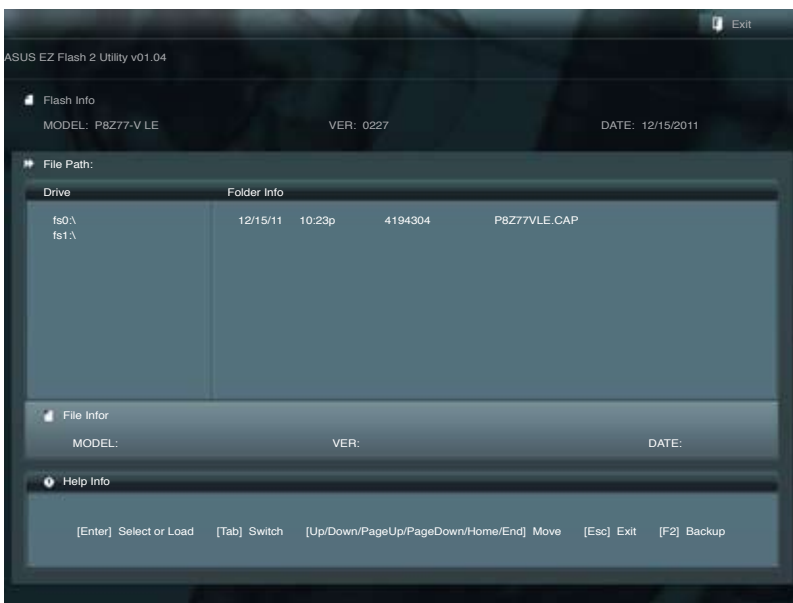 Exit
ASUS EZ Flash 2 Utility v01.04
Flash Info
MODEL: P8Z77-V LE VER: 0227 DATE: 12/15/2011
File Path:
Drive Folder Info
fs0:\ 12/15/11 10:23p 4194304 P8Z77VLE.CAP
fs1:\
File Infor
MODEL: VER: DATE:
Help Info
[Enter] Select or Load [Tab] Switch [Up/Down/PageUp/PageDown/Home/End] Move [Esc] Exit [F2] Backup